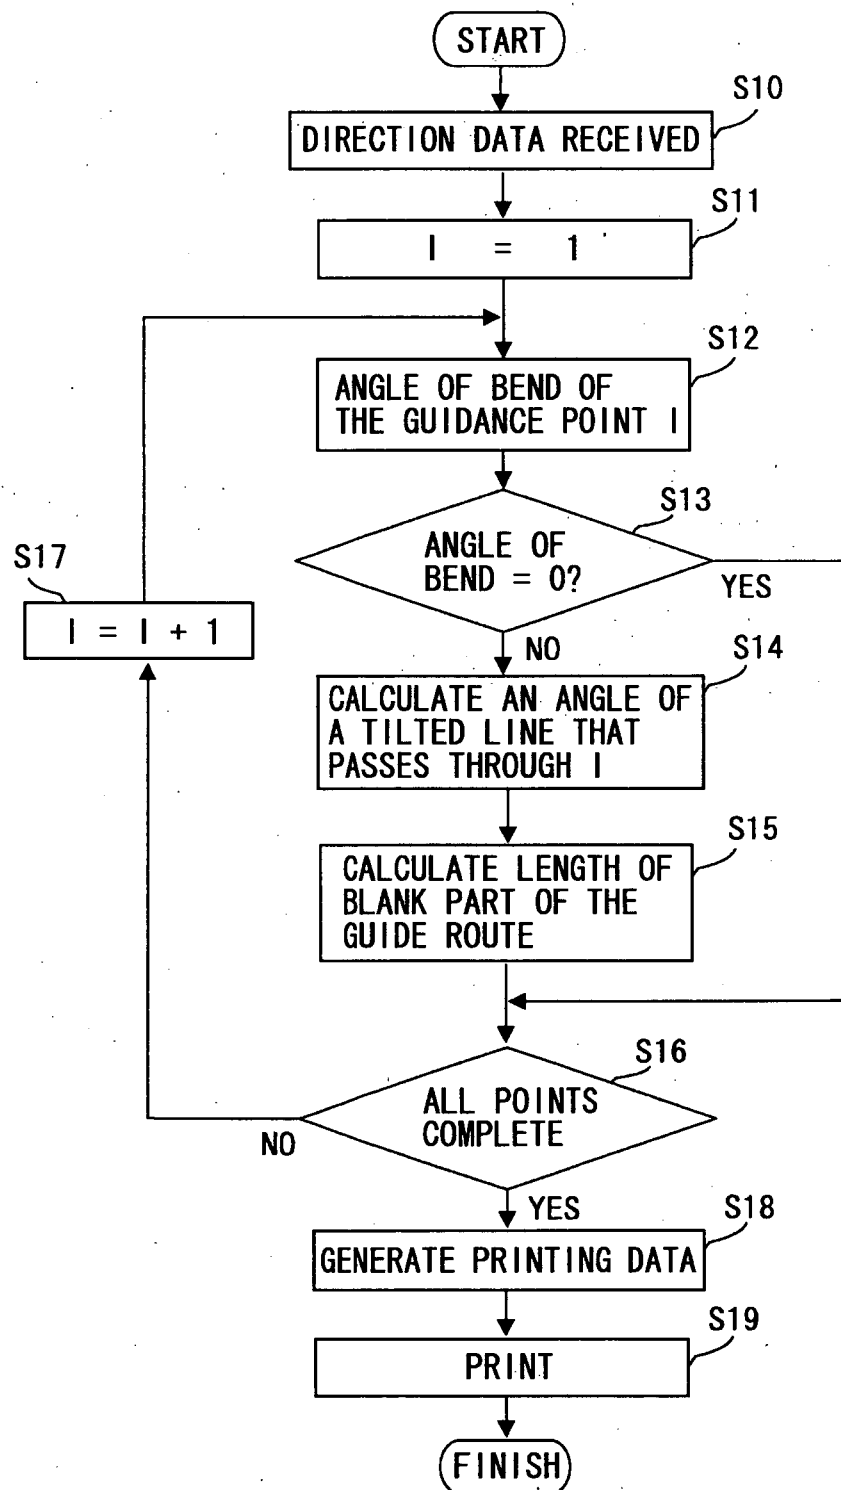 START
S10
DIRECTION DATA RECEIVED
S11
I = 1
S12
ANGLE OF BEND OF
THE GUIDANCE POINT I
S13
ANGLE OF
BEND = 0?
YES
S17
I = I + 1
NO
S14
CALCULATE AN ANGLE OF
A TILTED LINE THAT
PASSES THROUGH I
S15
CALCULATE LENGTH OF
BLANK PART OF THE
GUIDE ROUTE
S16
ALL POINTS
COMPLETE
NO
YES
S18
GENERATE PRINTING DATA
S19
PRINT
FINISH